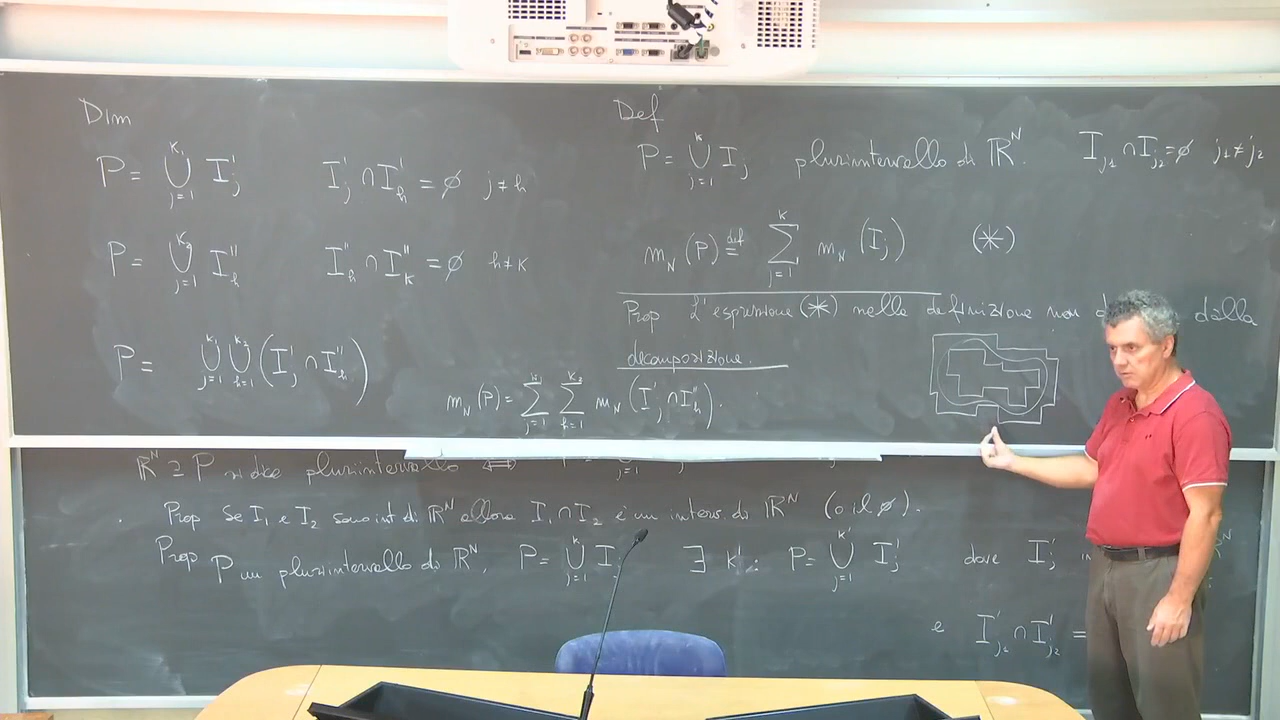 Dim
P = ⋃_{j=1}^{K_1} I'_j    I'_j ∩ I'_h = ∅  j ≠ h
P = ⋃_{j=1}^{K_2} I''_h    I''_h ∩ I''_k = ∅  h ≠ k
P = ⋃_{j=1}^{K_1} ⋃_{h=1}^{K_2} (I'_j ∩ I''_h)
m_N(P) = ∑_{j=1}^{K_1} ∑_{h=1}^{K_2} m_N(I'_j ∩ I''_h).
Def
P = ⋃_{j=1}^{K} I_j  plurintervallo di ℝ^N.  I_{j1} ∩ I_{j2} = ∅  j1 ≠ j2
m_N(P) =^{def} ∑_{j=1}^{K} m_N(I_j)    (*)
Prop L'espressione (*) nella definizione non dalla
decomposizione.
ℝ^N ⊇ P si dice pluriintervallo ⟺
Prop Se I_1 e I_2 sono int di ℝ^N allora I_1 ∩ I_2 è un interv. di ℝ^N (o il ∅).
Prop P un plurintervallo di ℝ^N, P = ⋃_{j=1}^{K} I_j  ∃ K' : P = ⋃_{j=1}^{K'} I'_j  dove I'_j
e I'_{j1} ∩ I'_{j2} =